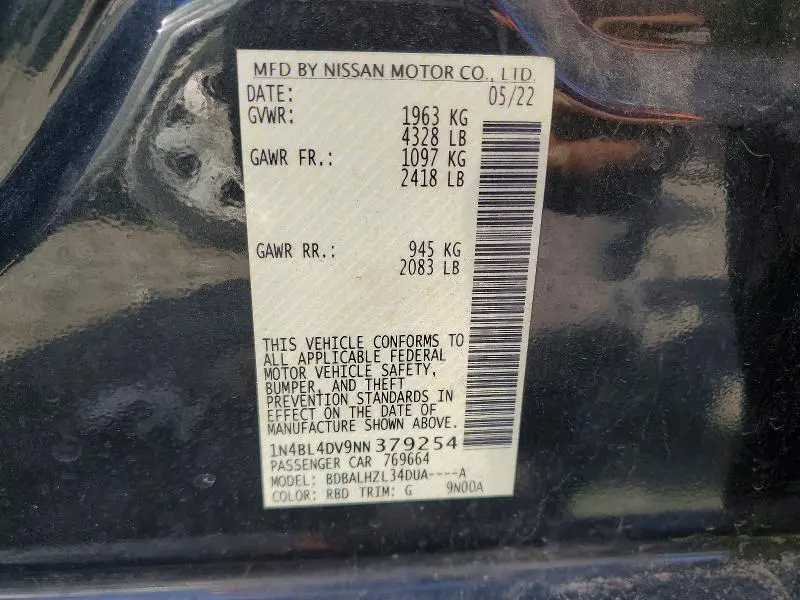 MFD BY NISSAN MOTOR CO., LTD.
DATE: 05/22
GVWR: 1963 KG
4328 LB
GAWR FR.: 1097 KG
2418 LB
GAWR RR.: 945 KG
2083 LB
THIS VEHICLE CONFORMS TO
ALL APPLICABLE FEDERAL
MOTOR VEHICLE SAFETY,
BUMPER, AND THEFT
PREVENTION STANDARDS IN
EFFECT ON THE DATE OF
MANUFACTURE SHOWN ABOVE.
1N4BL4DV9NN379254
PASSENGER CAR 769664
MODEL: BDBALHZL34DUA----A
COLOR: RBD TRIM: G 9N00A